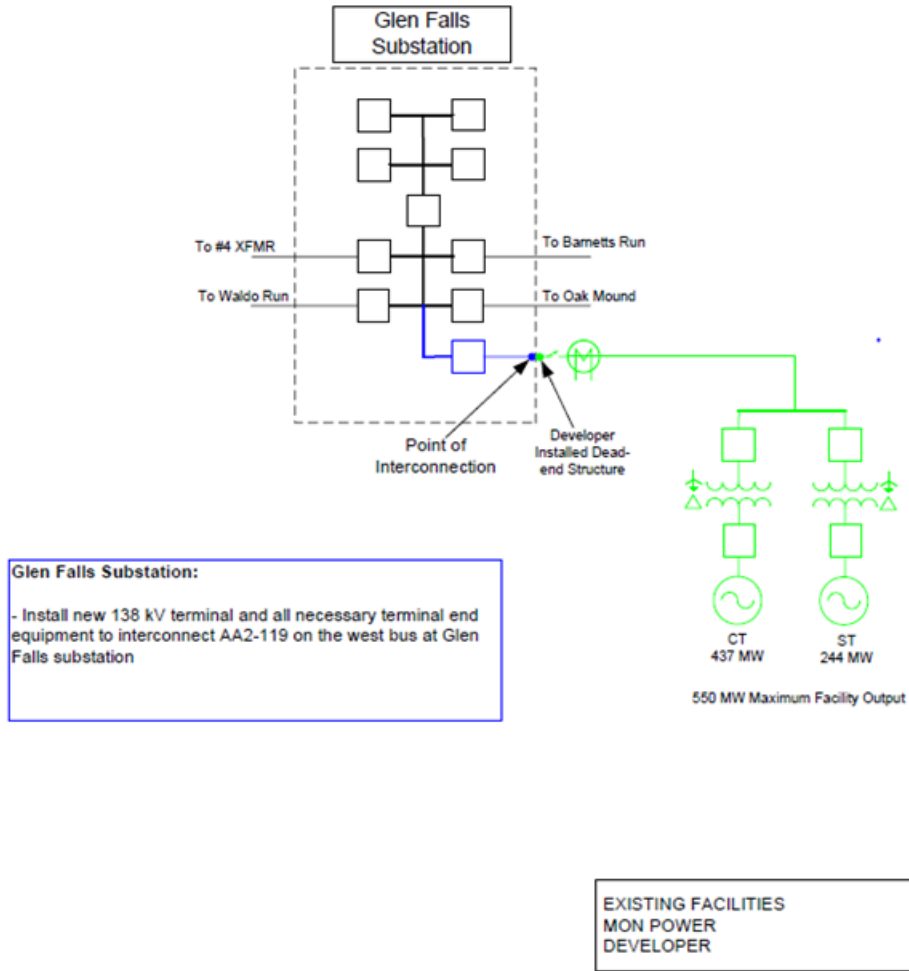 Glen Falls
Substation
To #4 XFMR
To Barnetts Run
To Waldo Run
To Oak Mound
M
Point of
Interconnection
Developer
Installed Dead-
end Structure
Glen Falls Substation:
- Install new 138 kV terminal and all necessary terminal end
equipment to interconnect AA2-119 on the west bus at Glen
Falls substation
CT
437 MW
ST
244 MW
550 MW Maximum Facility Output
EXISTING FACILITIES
MON POWER
DEVELOPER